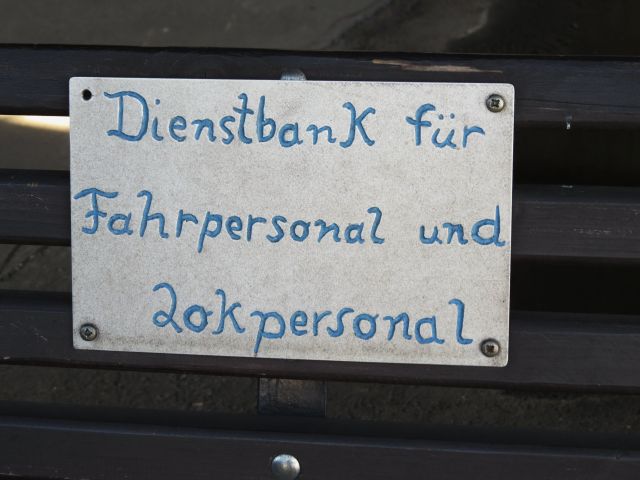 Dienstbank für
Fahrpersonal und
Lokpersonal